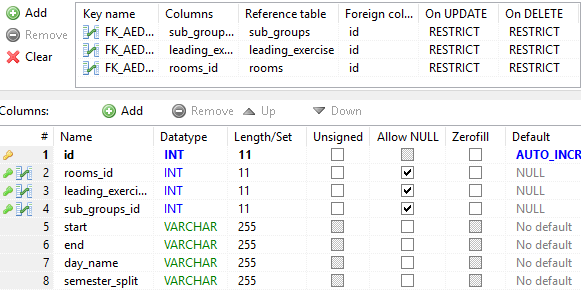 Add
Remove
Clear
Key name Columns Reference table Foreign col... On UPDATE On DELETE
FK_AED... sub_group... sub_groups id RESTRICT RESTRICT
FK_AED... leading_ex... leading_exercise id RESTRICT RESTRICT
FK_AED... rooms_id rooms id RESTRICT RESTRICT
Columns: Add Remove Up Down
# Name Datatype Length/Set Unsigned Allow NULL Zerofill Default
1 id INT 11 AUTO_INCR
2 rooms_id INT 11 NULL
3 leading_exerci... INT 11 NULL
4 sub_groups_id INT 11 NULL
5 start VARCHAR 255 No default
6 end VARCHAR 255 No default
7 day_name VARCHAR 255 No default
8 semester_split VARCHAR 255 No default